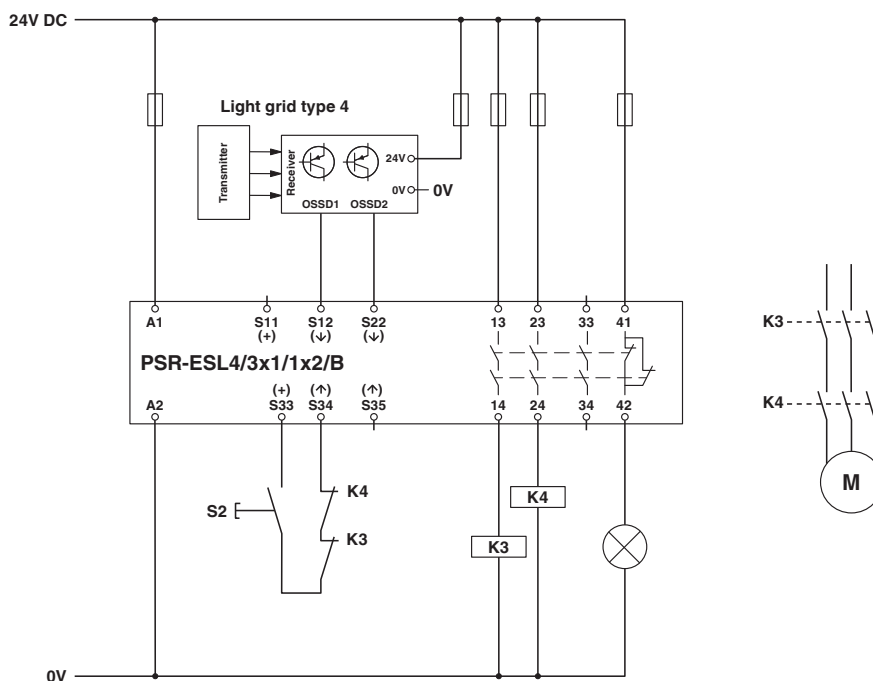 24V DC
Light grid type 4
Transmitter
Receiver
24V
0V 0V
OSSD1 OSSD2
A1 S11 S12 S22 13 23 33 41
(+) (↓) (↓)
K3
PSR-ESL4/3x1/1x2/B
(+) (↑) (↑)
A2 S33 S34 S35 14 24 34 42
K4
M
K4
K4
S2
K3
K3
0V